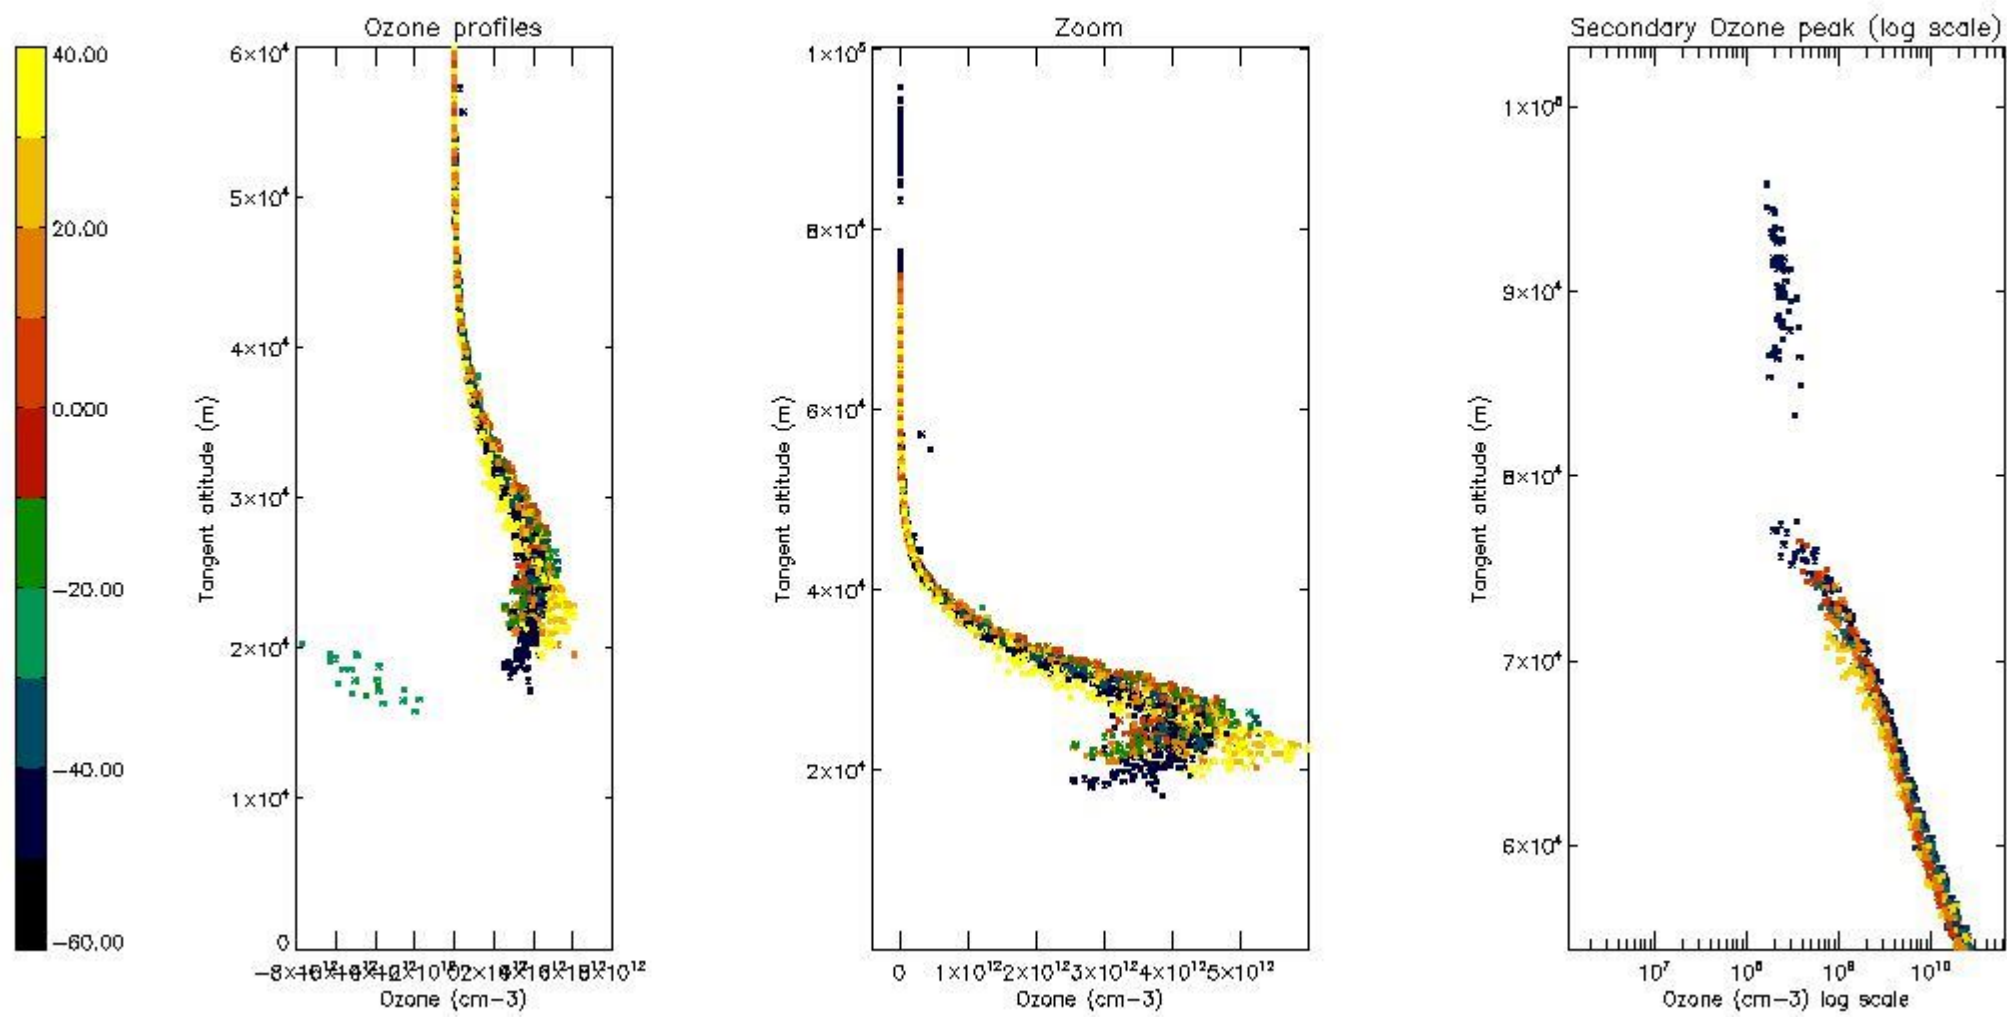 Ozone profiles
Zoom
Secondary Ozone peak (log scale)
40.00
20.00
0.000
−20.00
−40.00
−60.00
6×10⁴
5×10⁴
4×10⁴
3×10⁴
2×10⁴
1×10⁴
0
Tangent altitude (m)
Ozone (cm−3)
1×10⁵
8×10⁴
6×10⁴
4×10⁴
2×10⁴
Tangent altitude (m)
0 1×10¹² 2×10¹² 3×10¹² 4×10¹² 5×10¹²
Ozone (cm−3)
1×10⁵
9×10⁴
8×10⁴
7×10⁴
6×10⁴
Tangent altitude (m)
10⁷ 10⁸ 10⁹ 10¹⁰
Ozone (cm−3) log scale